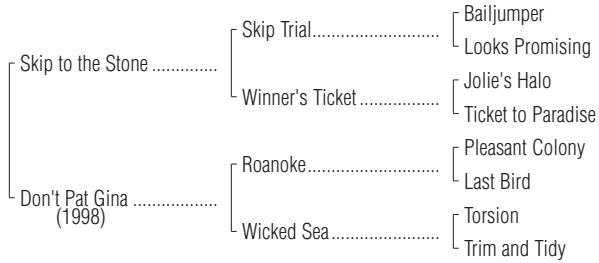 Bailjumper
Skip Trial..........................
Looks Promising
Skip to the Stone ..............
Jolie's Halo
Winner's Ticket .................
Ticket to Paradise
Pleasant Colony
Roanoke...........................
Last Bird
Don't Pat Gina .................
(1998)
Torsion
Wicked Sea......................
Trim and Tidy